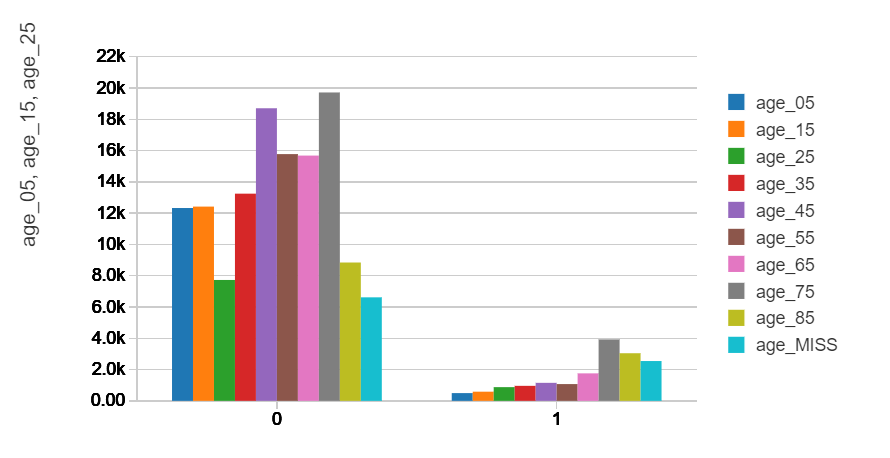 age_05, age_15, age_25
22k
20k
18k
16k
14k
12k
10k
8.0k
6.0k
4.0k
2.0k
0.00
0
1
age_05
age_15
age_25
age_35
age_45
age_55
age_65
age_75
age_85
age_MISS